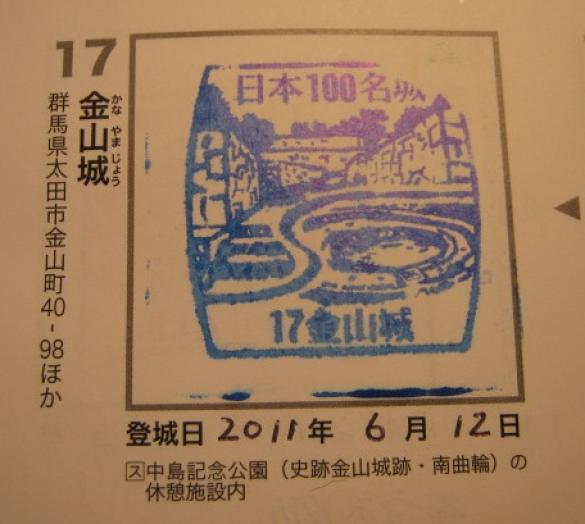 17
金山城
かな やま じょう
群馬県太田市金山町40-98ほか
日本100名城
17金山城
登城日 2011年 6月 12日
ス中島記念公園（史跡金山城跡・南曲輪）の
休憩施設内